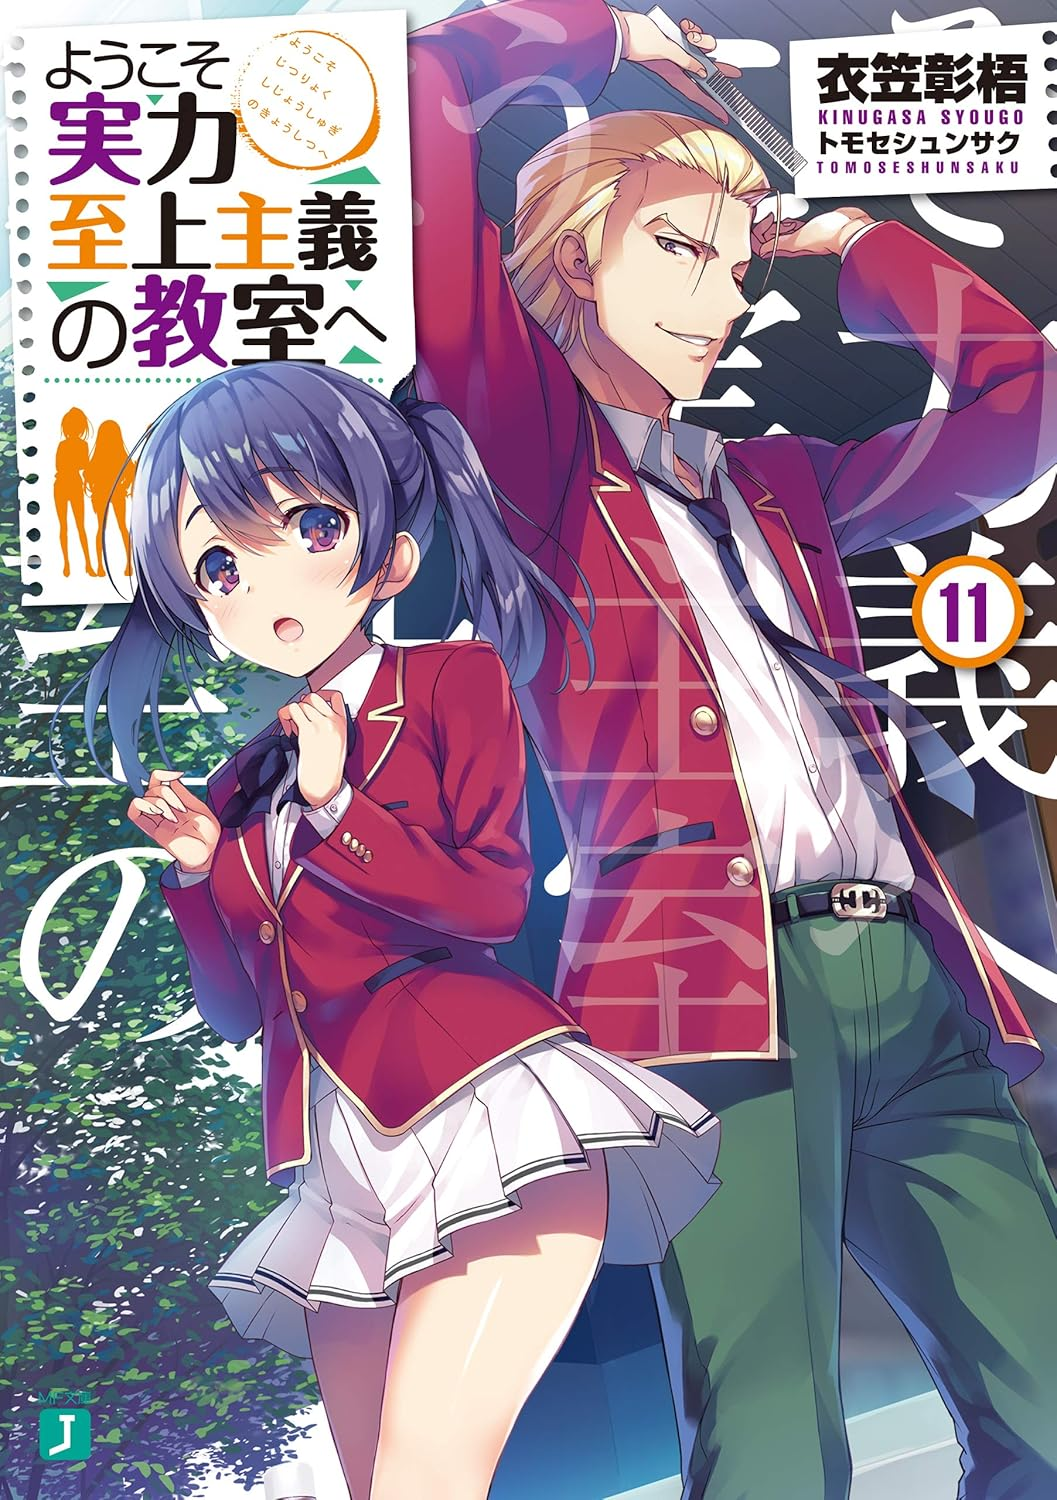 ようこそ
実力
至上主義
の教室へ
ようこそ
じつりょく
しじょうしゅぎ
のきょうしつへ
衣笠彰梧
KINUGASA SYOUGO
トモセシュンサク
TOMOSESHUNSAKU
11
MF文庫
J